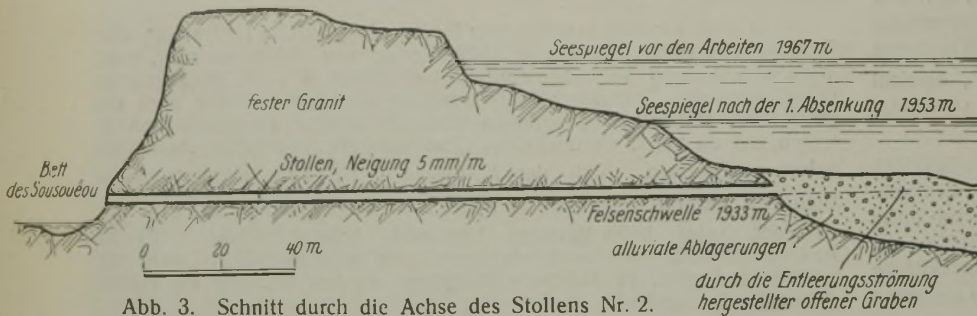 Seespiegel vor den Arbeiten 1967 m
fester Granit
Seespiegel nach der 1. Absenkung 1953 m
Bett
des Sousouéou
Stollen, Neigung 5 mm/m
Felsenschwelle 1933 m
0 20 40 m
alluviale Ablagerungen
durch die Entleerungsströmung
hergestellter offener Graben
Abb. 3. Schnitt durch die Achse des Stollens Nr. 2.